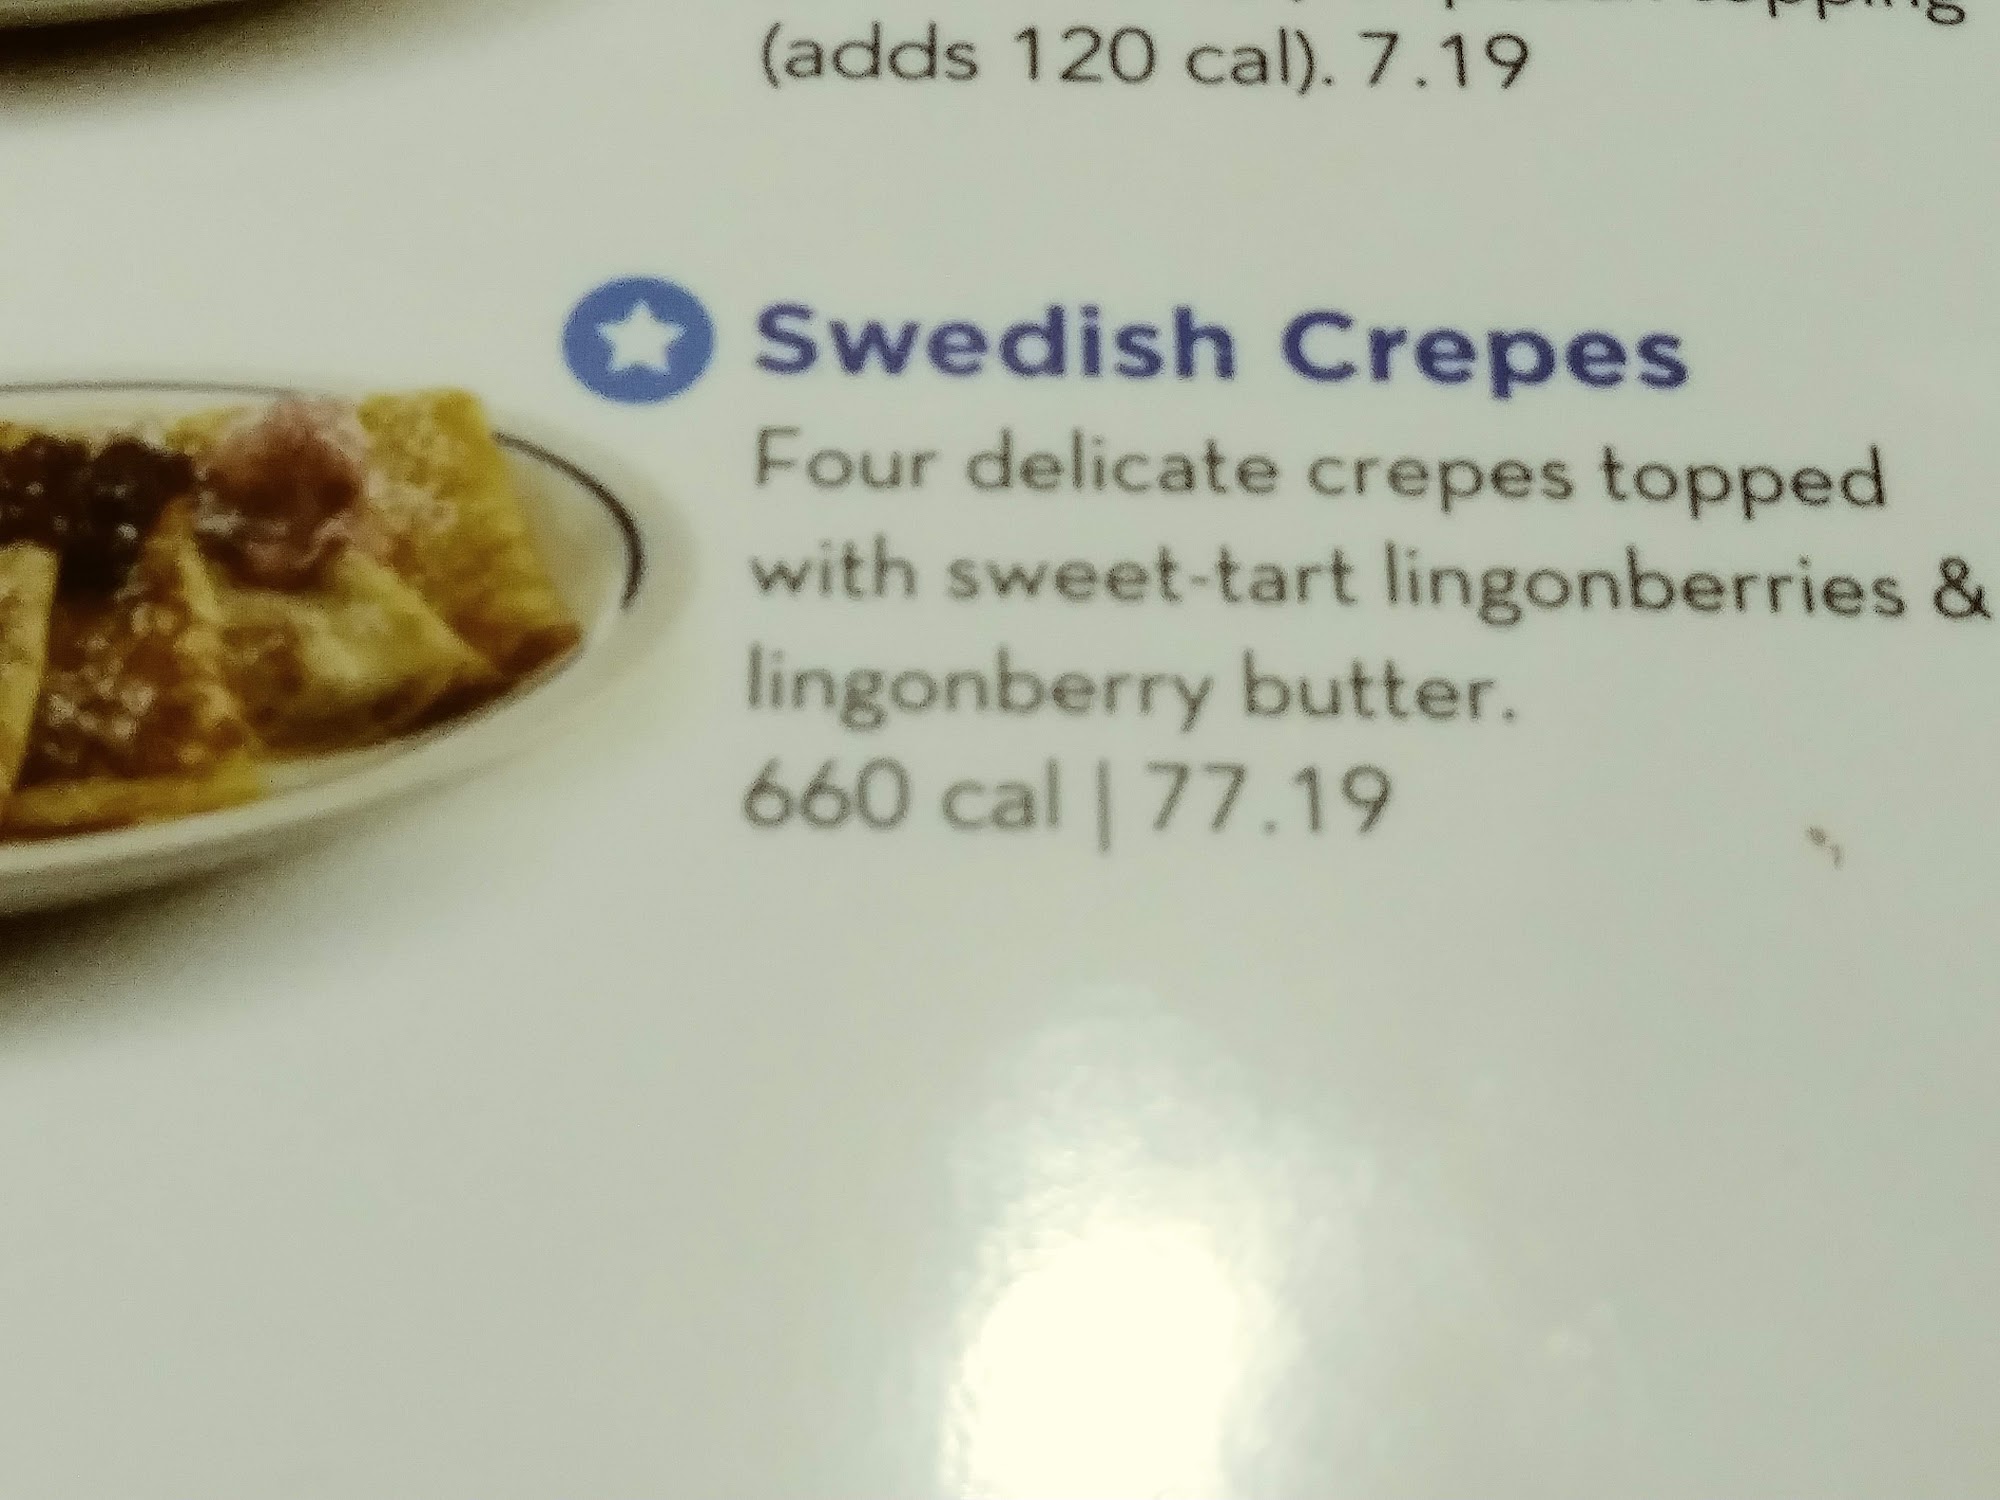 topping
(adds 120 cal). 7.19
Swedish Crepes
Four delicate crepes topped
with sweet-tart lingonberries &
lingonberry butter.
660 cal | 77.19